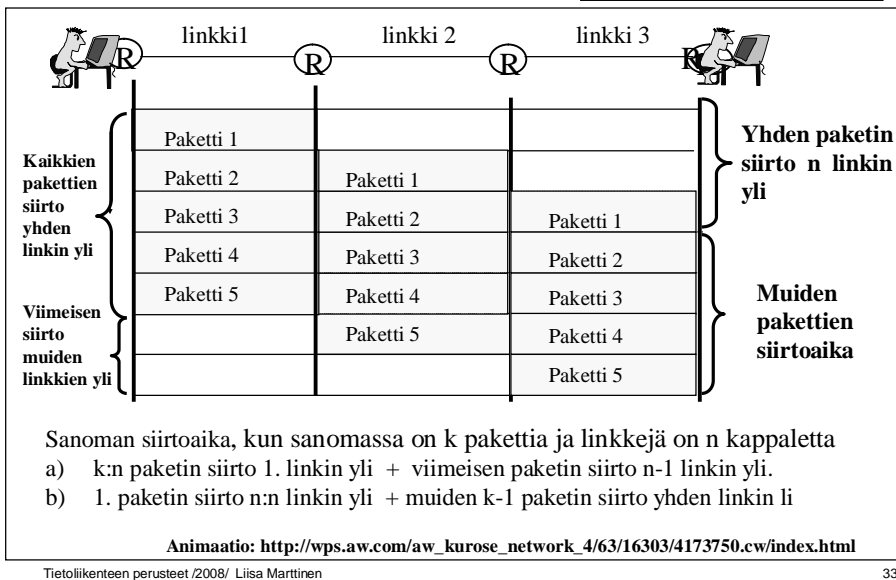 linkki1 linkki 2 linkki 3
R R R R
Paketti 1
Paketti 2 Paketti 1
Paketti 3 Paketti 2 Paketti 1
Paketti 4 Paketti 3 Paketti 2
Paketti 5 Paketti 4 Paketti 3
Paketti 5 Paketti 4
Paketti 5
Kaikkien
pakettien
siirto
yhden
linkin yli
Viimeisen
siirto
muiden
linkkien yli
Yhden paketin
siirto n linkin
yli
Muiden
pakettien
siirtoaika
Sanoman siirtoaika, kun sanomassa on k pakettia ja linkkejä on n kappaletta
a) k:n paketin siirto 1. linkin yli + viimeisen paketin siirto n-1 linkin yli.
b) 1. paketin siirto n:n linkin yli + muiden k-1 paketin siirto yhden linkin li
Animaatio: http://wps.aw.com/aw_kurose_network_4/63/16303/4173750.cw/index.html
Tietoliikenteen perusteet /2008/ Liisa Marttinen 33